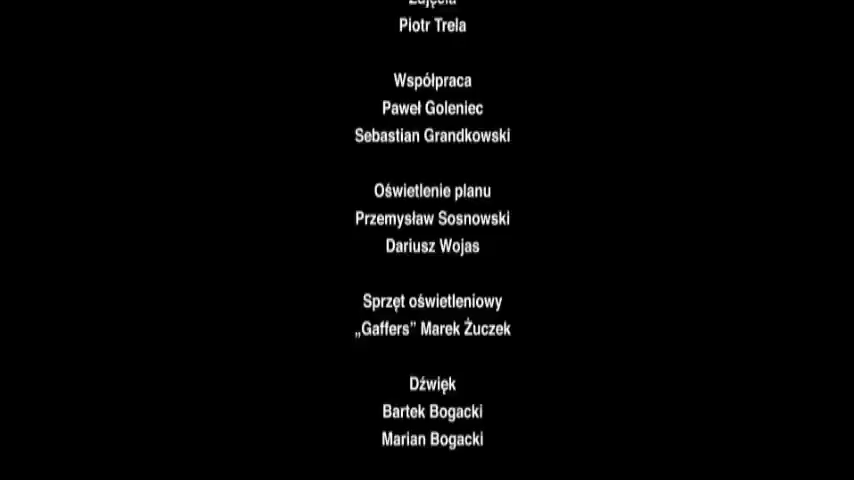 Zdjęcia
Piotr Trela
Współpraca
Paweł Goleniec
Sebastian Grandkowski
Oświetlenie planu
Przemysław Sosnowski
Dariusz Wojas
Sprzęt oświetleniowy
„Gaffers” Marek Żuczek
Dźwięk
Bartek Bogacki
Marian Bogacki